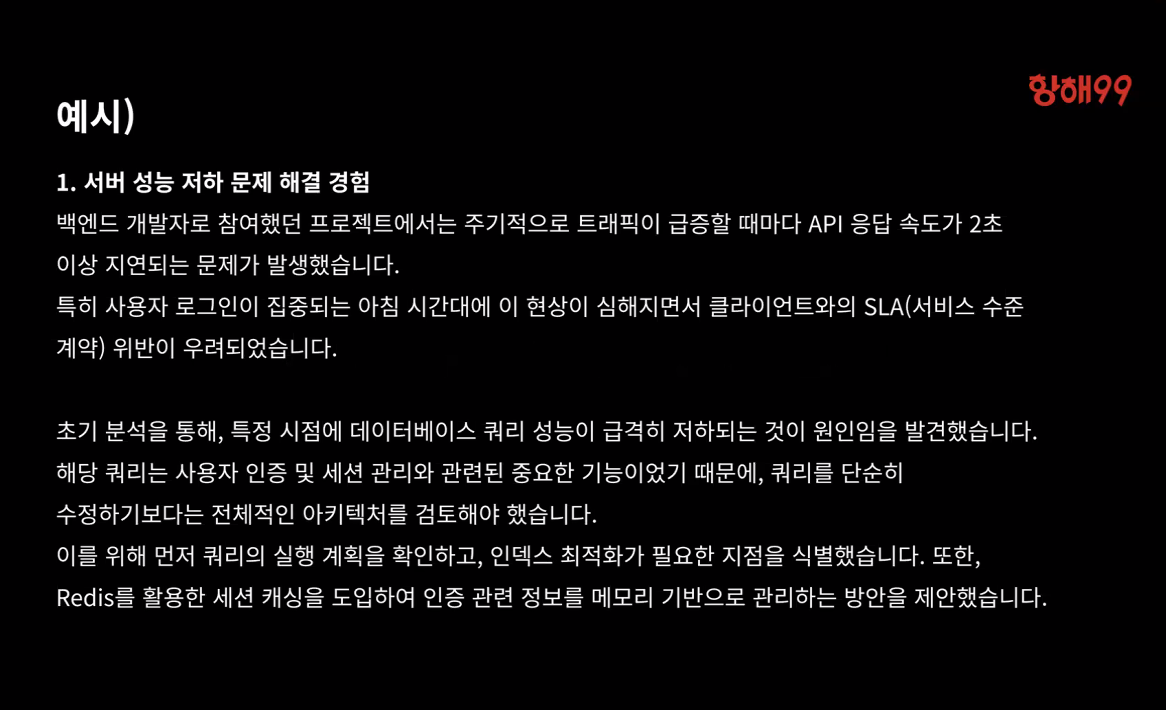 항해99
예시)
1. 서버 성능 저하 문제 해결 경험
백엔드 개발자로 참여했던 프로젝트에서는 주기적으로 트래픽이 급증할 때마다 API 응답 속도가 2초
이상 지연되는 문제가 발생했습니다.
특히 사용자 로그인이 집중되는 아침 시간대에 이 현상이 심해지면서 클라이언트와의 SLA(서비스 수준
계약) 위반이 우려되었습니다.
초기 분석을 통해, 특정 시점에 데이터베이스 쿼리 성능이 급격히 저하되는 것이 원인임을 발견했습니다.
해당 쿼리는 사용자 인증 및 세션 관리와 관련된 중요한 기능이었기 때문에, 쿼리를 단순히
수정하기보다는 전체적인 아키텍처를 검토해야 했습니다.
이를 위해 먼저 쿼리의 실행 계획을 확인하고, 인덱스 최적화가 필요한 지점을 식별했습니다. 또한,
Redis를 활용한 세션 캐싱을 도입하여 인증 관련 정보를 메모리 기반으로 관리하는 방안을 제안했습니다.